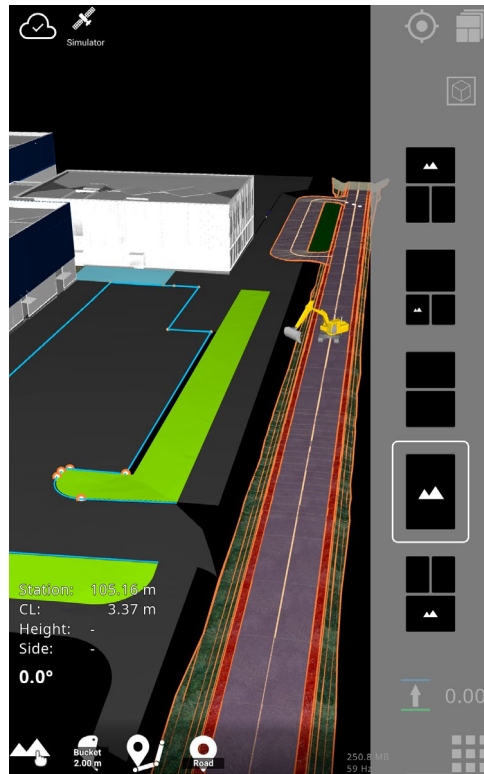 Simulator
Station: 105.16 m
CL: 3.37 m
Height: -
Side: -
0.0°
0.00
Bucket
2.00 m
Road
250.8 MB
59 Hz